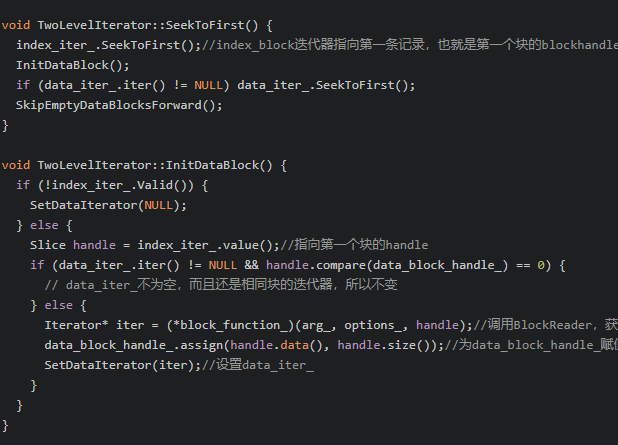 void TwoLevelIterator::SeekToFirst() {
  index_iter_.SeekToFirst();//index_block迭代器指向第一条记录，也就是第一个块的blockhandle
  InitDataBlock();
  if (data_iter_.iter() != NULL) data_iter_.SeekToFirst();
  SkipEmptyDataBlocksForward();
}
void TwoLevelIterator::InitDataBlock() {
  if (!index_iter_.Valid()) {
    SetDataIterator(NULL);
  } else {
    Slice handle = index_iter_.value();//指向第一个块的handle
    if (data_iter_.iter() != NULL && handle.compare(data_block_handle_) == 0) {
      // data_iter_不为空，而且还是相同块的迭代器，所以不变
    } else {
      Iterator* iter = (*block_function_)(arg_, options_, handle);//调用BlockReader，获
      data_block_handle_.assign(handle.data(), handle.size());//为data_block_handle_赋值
      SetDataIterator(iter);//设置data_iter_
    }
  }
}